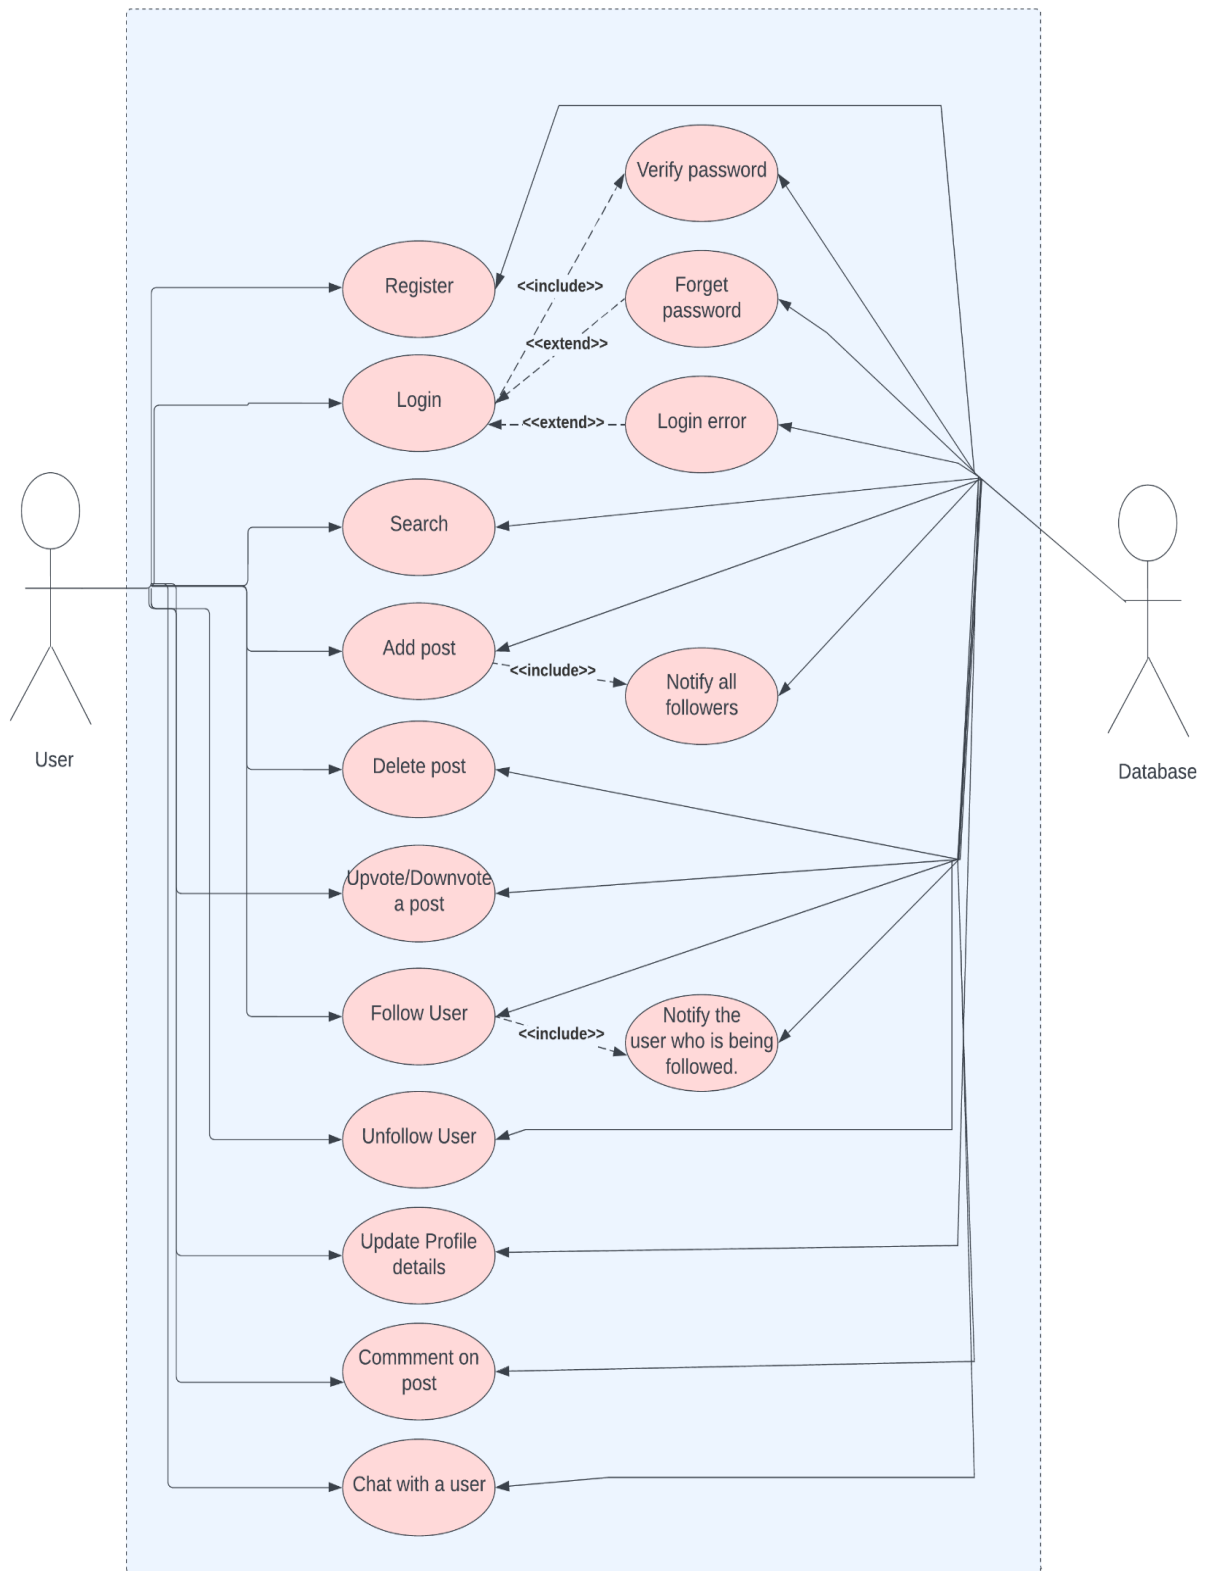 Verify password
Register
<<include>>
Forget
password
<<extend>>
Login
<<extend>>
Login error
Search
Add post
<<include>>
Notify all
followers
User
Delete post
Database
Upvote/Downvote
a post
Follow User
<<include>>
Notify the
user who is being
followed.
Unfollow User
Update Profile
details
Commment on
post
Chat with a user